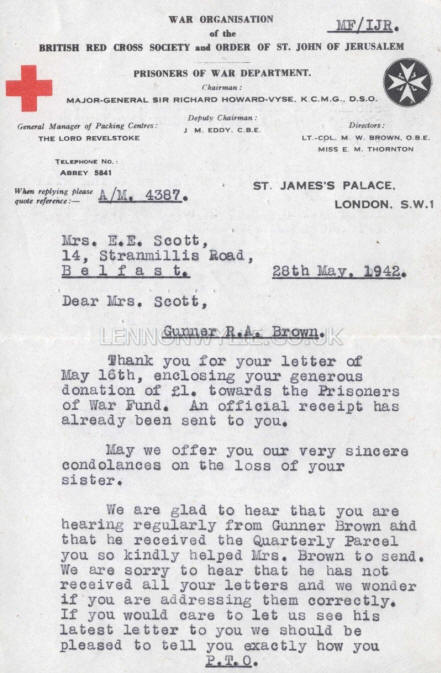 WAR ORGANISATION
of the
MF/IJR.
BRITISH RED CROSS SOCIETY and ORDER OF ST. JOHN OF JERUSALEM
PRISONERS OF WAR DEPARTMENT.
Chairman:
MAJOR-GENERAL SIR RICHARD HOWARD-VYSE, K.C.M.G., D.S.O.
Deputy Chairman:
J. M. EDDY, C.B.E.
General Manager of Packing Centres:
THE LORD REVELSTOKE
Directors:
LT.-COL. M. W. BROWN, O.B.E.
MISS E. M. THORNTON
TELEPHONE NO.:
ABBEY 5841
When replying please
quote reference:—
A/M. 4387.
ST. JAMES'S PALACE,
LONDON, S.W.1
Mrs. E.E. Scott,
14, Stranmillis Road,
Belfast.
28th May, 1942.
Dear Mrs. Scott,
Gunner R.A. Brown.
LENNONWYLIE.CO.UK
Thank you for your letter of
May 16th, enclosing your generous
donation of £1. towards the Prisoners
of War Fund. An official receipt has
already been sent to you.
May we offer you our very sincere
condolances on the loss of your
sister.
We are glad to hear that you are
hearing regularly from Gunner Brown and
that he received the Quarterly Parcel
you so kindly helped Mrs. Brown to send.
We are sorry to hear that he has not
received all your letters and we wonder
if you are addressing them correctly.
If you would care to let us see his
latest letter to you we should be
pleased to tell you exactly how you
P.T.O.